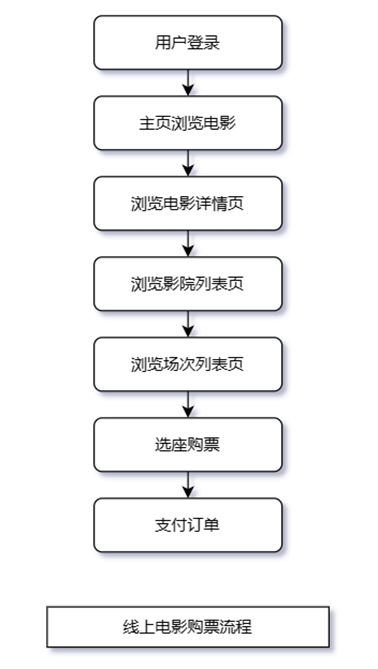 用户登录
主页浏览电影
浏览电影详情页
浏览影院列表页
浏览场次列表页
选座购票
支付订单
线上电影购票流程